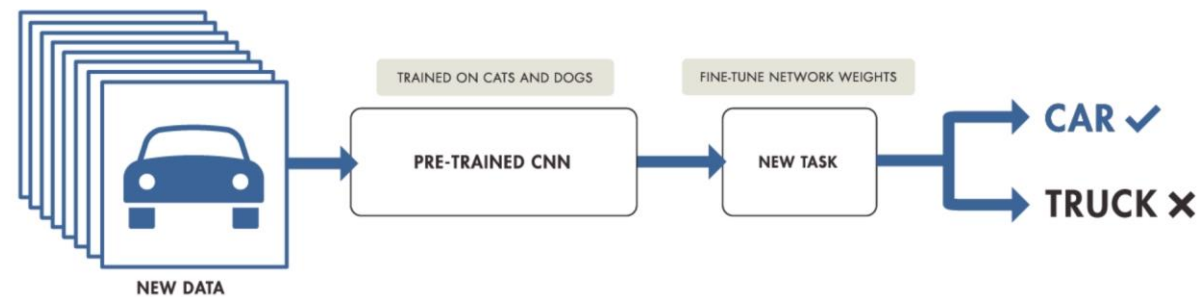 TRAINED ON CATS AND DOGS
FINE-TUNE NETWORK WEIGHTS
CAR
PRE-TRAINED CNN
NEW TASK
TRUCK
NEW DATA